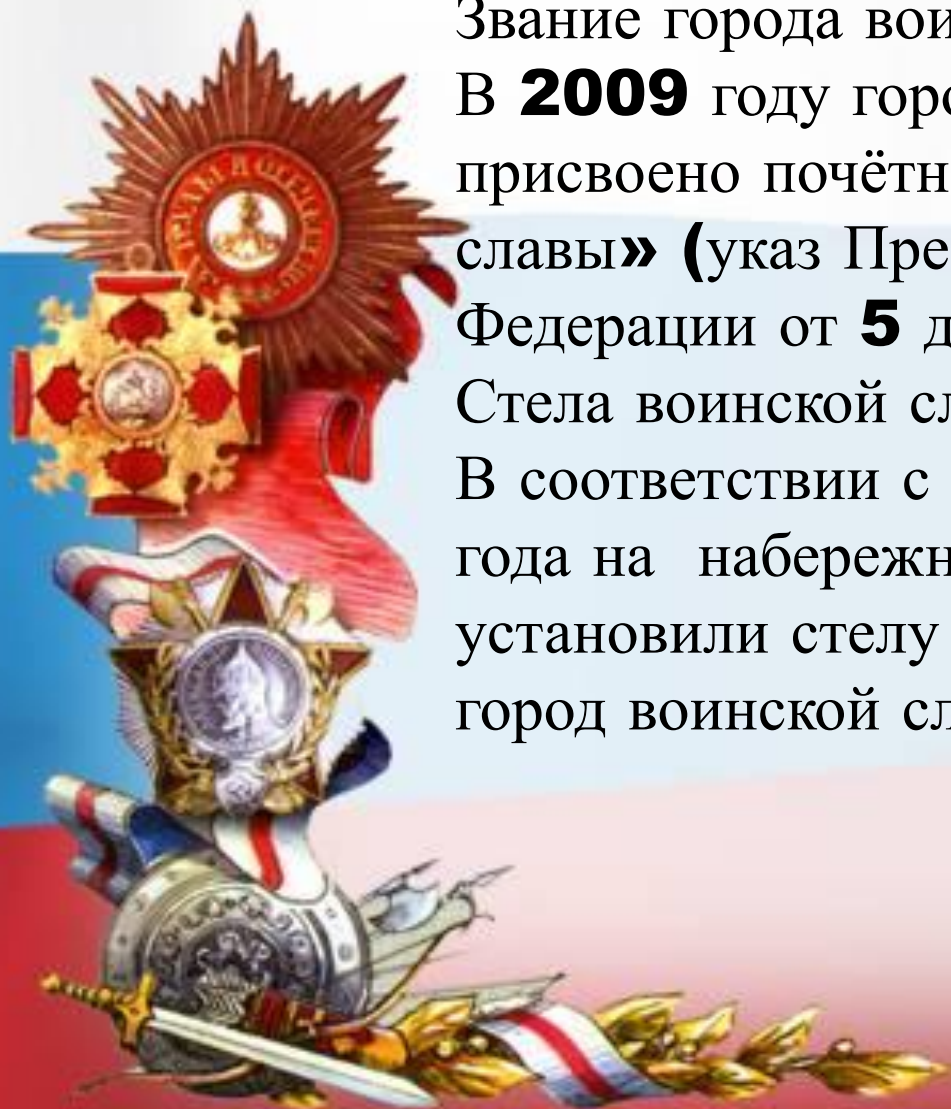 Звание города вои
В 2009 году горо
присвоено почётн
славы» (указ Пре
Федерации от 5 д
Стела воинской сл
В соответствии с
года на набережн
установили стелу
город воинской сл